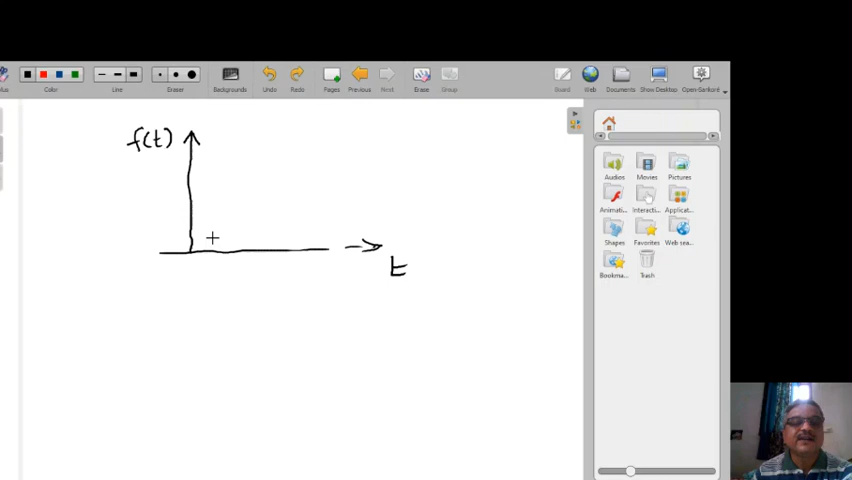 Color
Line
Eraser
Backgrounds
Undo
Redo
Pages
Previous
Next
Erase
Group
Board
Web
Documents
Show Desktop
Open-Sankoré
f(t)
t
Audios
Movies
Pictures
Animati...
Interacti...
Applicat...
Shapes
Favorites
Web sea...
Bookma...
Trash